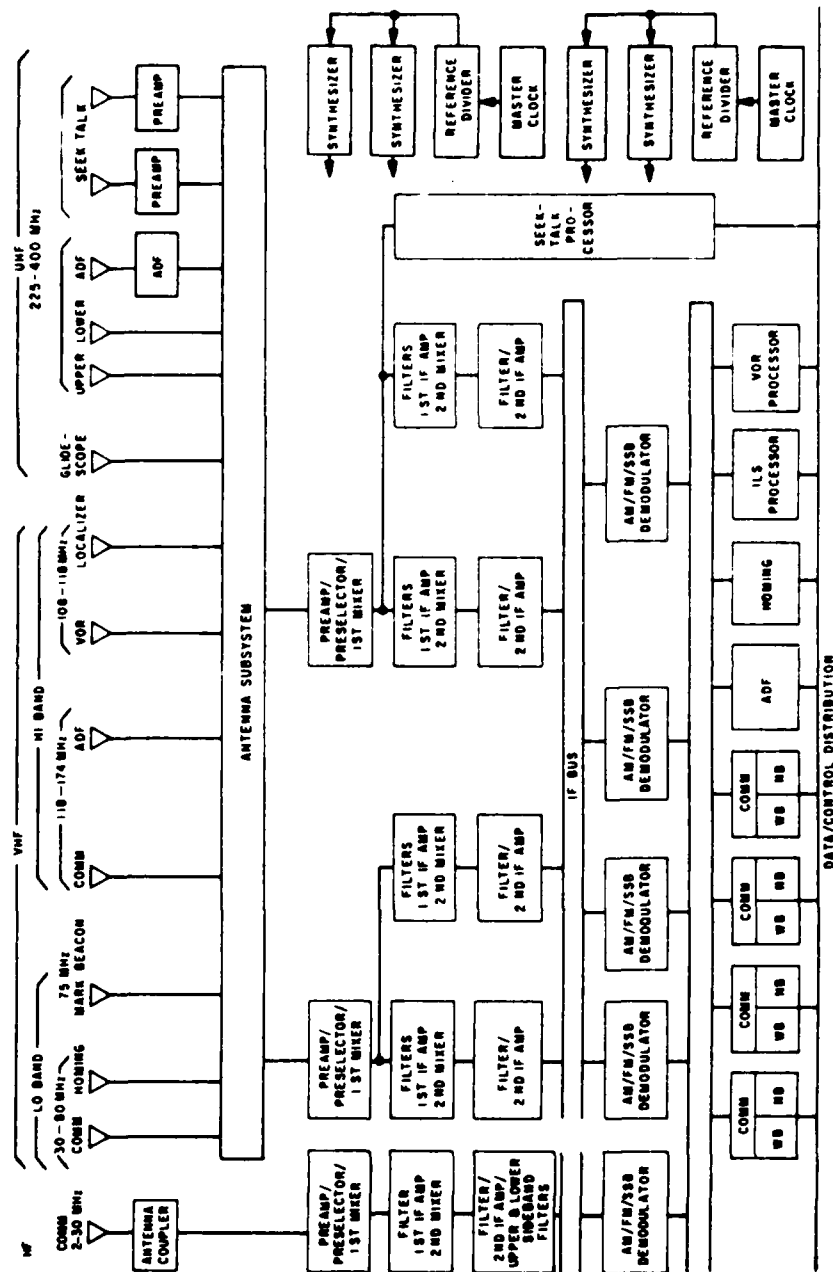 HF
VHF
UHF
225-400 MHz
LO BAND
HI BAND
COMM
2-30 MHz
30-80 MHz
COMM
HOMING
75 MHz
MARK BEACON
118-174 MHz
COMM
ADF
108-118 MHz
VOR
LOCALIZER
GLIDE-
SCOPE
UPPER
LOWER
ADF
SEEK TALK
ANTENNA
COUPLER
ADF
PREAMP
PREAMP
ANTENNA SUBSYSTEM
PREAMP/
PRESELECTOR/
1ST MIXER
PREAMP/
PRESELECTOR/
1ST MIXER
PREAMP/
PRESELECTOR/
1ST MIXER
FILTER
1ST IF AMP
2ND MIXER
FILTERS
1ST IF AMP
2ND MIXER
FILTERS
1ST IF AMP
2ND MIXER
FILTERS
1ST IF AMP
2ND MIXER
FILTERS
1ST IF AMP
2ND MIXER
FILTER/
2ND IF AMP/
UPPER & LOWER
SIDEBAND
FILTERS
FILTER/
2ND IF AMP
FILTER/
2ND IF AMP
FILTER/
2ND IF AMP
FILTER/
2ND IF AMP
SEEK-
TALK
PRO-
CESSOR
SYNTHESIZER
SYNTHESIZER
REFERENCE
DIVIDER
MASTER
CLOCK
SYNTHESIZER
SYNTHESIZER
REFERENCE
DIVIDER
MASTER
CLOCK
IF BUS
AM/FM/SSB
DEMODULATOR
AM/FM/SSB
DEMODULATOR
AM/FM/SSB
DEMODULATOR
AM/FM/SSB
DEMODULATOR
AM/FM/SSB
DEMODULATOR
COMM
WB NB
COMM
WB NB
COMM
WB NB
COMM
WB NB
ADF
HOMING
ILS
PROCESSOR
VOR
PROCESSOR
DATA/CONTROL DISTRIBUTION